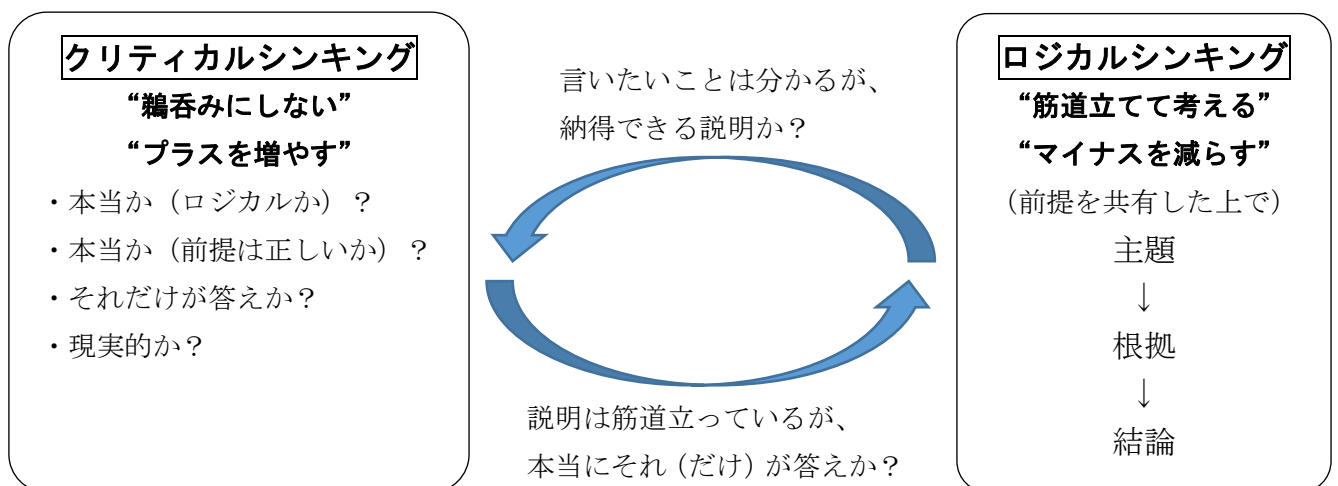 クリティカルシンキング
“鵜呑みにしない”
“プラスを増やす”
・本当か（ロジカルか）？
・本当か（前提は正しいか）？
・それだけが答えか？
・現実的か？
言いたいことは分かるが、
納得できる説明か？
説明は筋道立っているが、
本当にそれ（だけ）が答えか？
ロジカルシンキング
“筋道立てて考える”
“マイナスを減らす”
（前提を共有した上で）
主題
↓
根拠
↓
結論